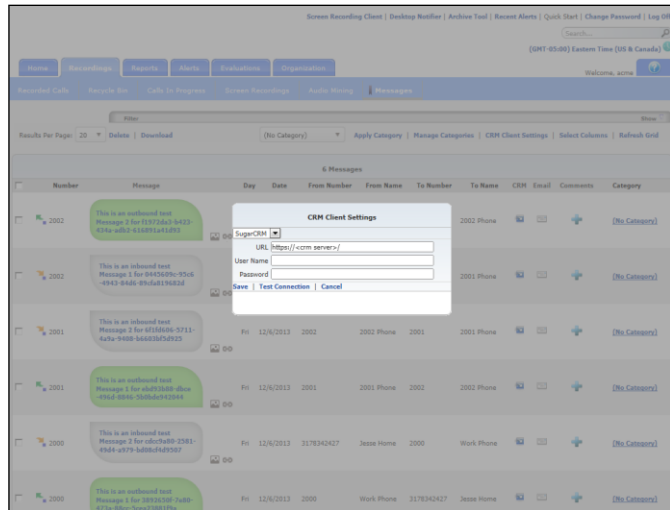 Screen Recording Client | Desktop Notifier | Archive Tool | Recent Alerts | Quick Start | Change Password | Log Off
Search...
(GMT-05:00) Eastern Time (US & Canada)
Home Recordings Reports Alerts Evaluations Organization
Welcome, acme
Recorded Calls Recycle Bin Calls In Progress Screen Recordings Audio Mining Messages
Filter Show
Results Per Page: 20 Delete | Download (No Category) Apply Category | Manage Categories | CRM Client Settings | Select Columns | Refresh Grid
6 Messages
Number Message Day Date From Number From Name To Number To Name CRM Email Comments Category
2002 This is an outbound test 2002 Phone (No Category)
CRM Client Settings
SugarCRM
URL https://<crm server>/
User Name
Password
Save | Test Connection | Cancel
2002 This is an inbound test 2001 Phone (No Category)
2001 This is an inbound test Fri 12/6/2013 2002 2002 Phone 2001 2001 Phone (No Category)
2001 This is an outbound test Fri 12/6/2013 2001 2001 Phone 2002 2002 Phone (No Category)
2000 This is an inbound test Fri 12/6/2013 3178342427 Jesse Home 2000 Work Phone (No Category)
2000 This is an outbound test Fri 12/6/2013 2000 Work Phone 3178342427 Jesse Home (No Category)